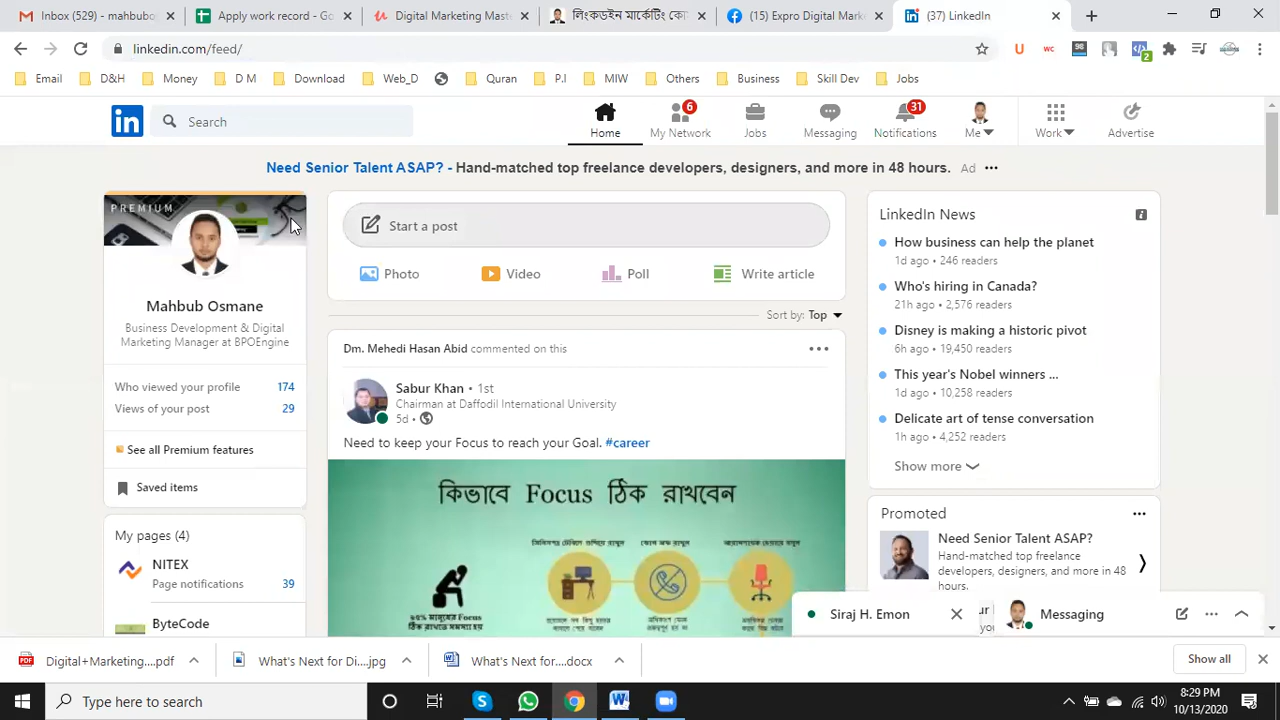 Inbox (529) - mahbubo
Apply work record - Go
Digital Marketing Mast
লিংকডইন মার্কেটিং কো
(15) Expro Digital Mark
(37) LinkedIn
linkedin.com/feed/
Email
D&H
Money
D M
Download
Web_D
Quran
P.I
MIW
Others
Business
Skill Dev
Jobs
in
Search
6
31
Home
My Network
Jobs
Messaging
Notifications
Me
Work
Advertise
Need Senior Talent ASAP? - Hand-matched top freelance developers, designers, and more in 48 hours. Ad
PREMIUM
Mahbub Osmane
Business Development & Digital
Marketing Manager at BPOEngine
Who viewed your profile 174
Views of your post 29
See all Premium features
Saved items
My pages (4)
NITEX
Page notifications 39
ByteCode
Start a post
Photo
Video
Poll
Write article
Sort by: Top
Dm. Mehedi Hasan Abid commented on this
Sabur Khan • 1st
Chairman at Daffodil International University
5d •
Need to keep your Focus to reach your Goal. #career
কিভাবে Focus ঠিক রাখবেন
LinkedIn News
How business can help the planet
1d ago • 246 readers
Who's hiring in Canada?
21h ago • 2,576 readers
Disney is making a historic pivot
6h ago • 19,450 readers
This year's Nobel winners ...
1d ago • 10,258 readers
Delicate art of tense conversation
1h ago • 4,252 readers
Show more
Promoted
Need Senior Talent ASAP?
Hand-matched top freelance
developers, designers, and more in 48
hours.
Siraj H. Emon
Messaging
Digital+Marketing....pdf
What's Next for Di....jpg
What's Next for....docx
Show all
Type here to search
8:29 PM
10/13/2020